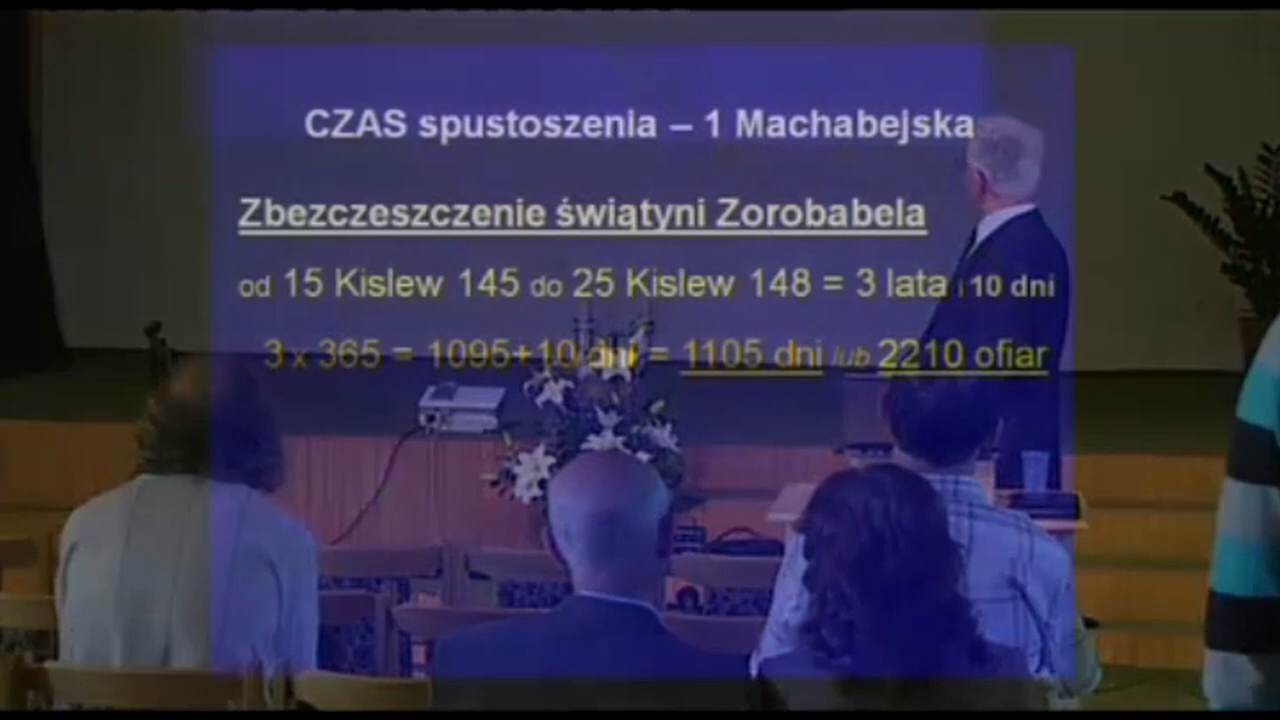 CZAS spustoszenia – 1 Machabejska
Zbezczeszczenie świątyni Zorobabela
od 15 Kislew 145 do 25 Kislew 148 = 3 lata i 10 dni
3 x 365 = 1095+10 dni = 1105 dni lub 2210 ofiar